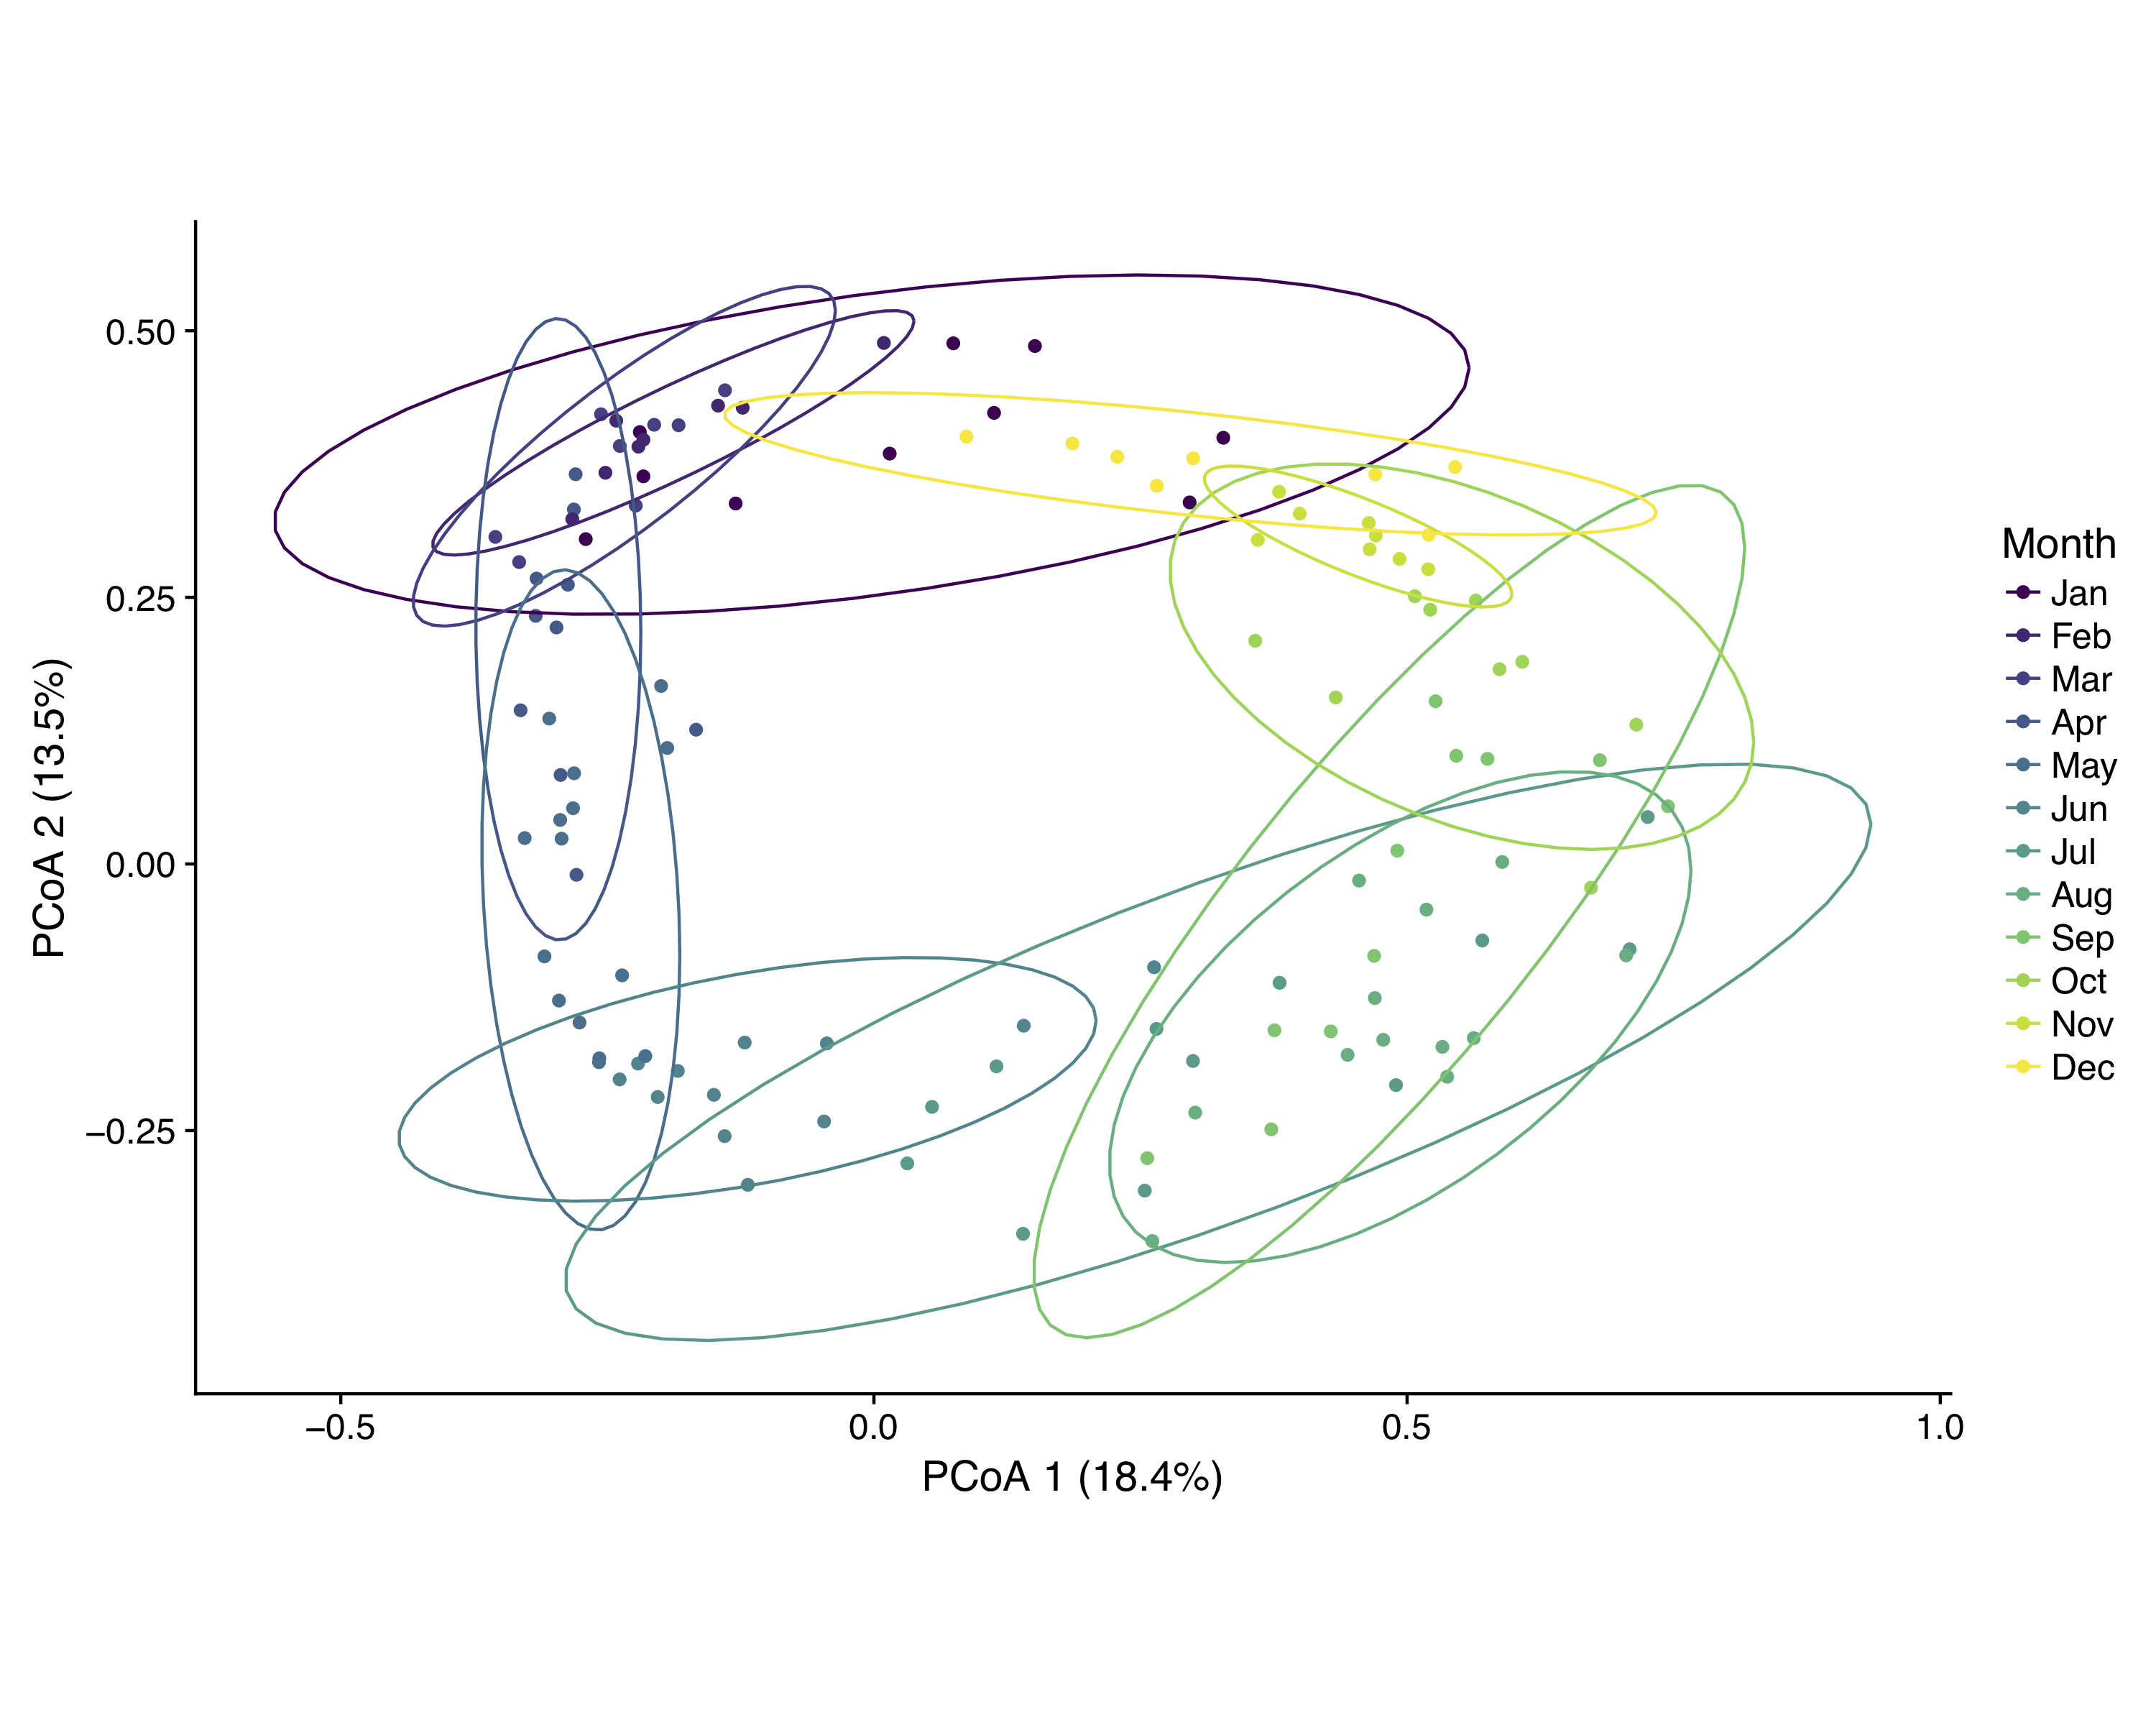 0.50
0.25
0.00
−0.25
PCoA 2 (13.5%)
−0.5
0.0
0.5
1.0
PCoA 1 (18.4%)
Month
Jan
Feb
Mar
Apr
May
Jun
Jul
Aug
Sep
Oct
Nov
Dec